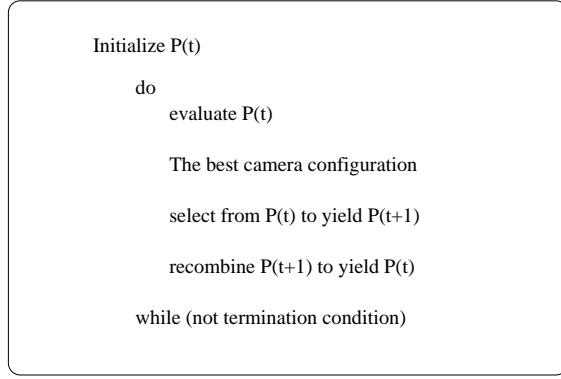 Initialize P(t)
do
evaluate P(t)
The best camera configuration
select from P(t) to yield P(t+1)
recombine P(t+1) to yield P(t)
while (not termination condition)